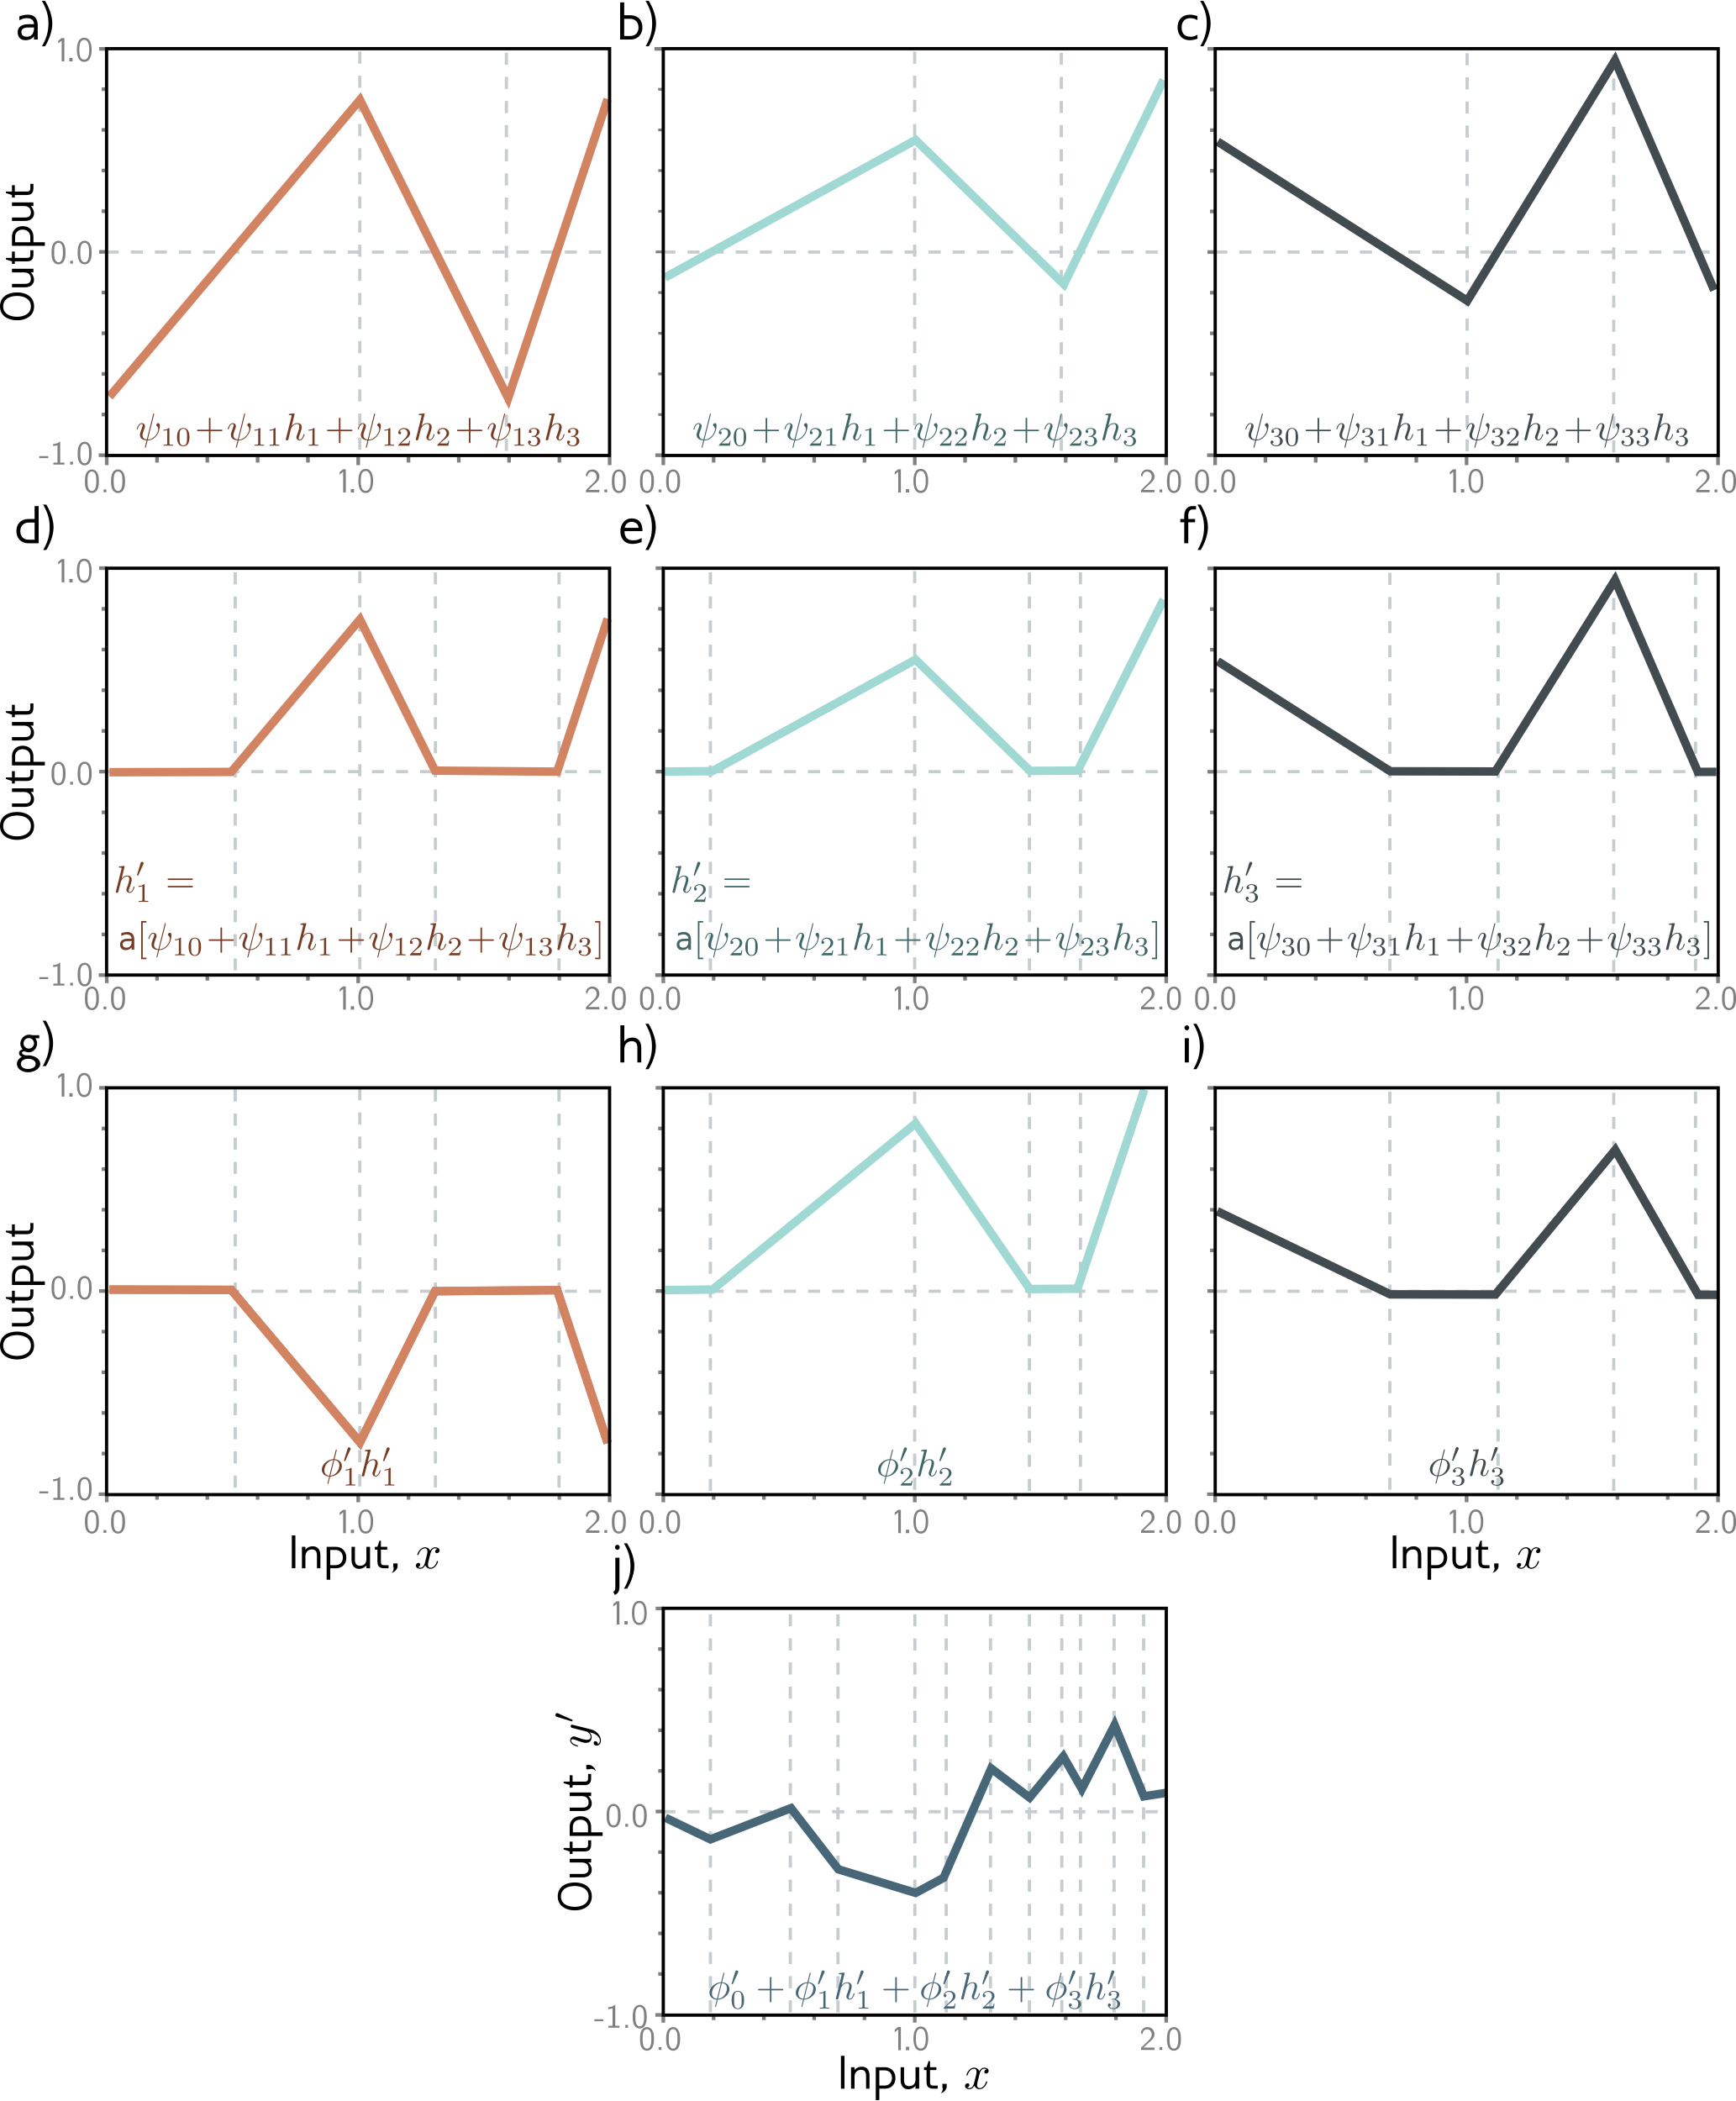 a) b) c)
1.0
Output
0.0
ψ₁₀+ψ₁₁h₁+ψ₁₂h₂+ψ₁₃h₃ ψ₂₀+ψ₂₁h₁+ψ₂₂h₂+ψ₂₃h₃ ψ₃₀+ψ₃₁h₁+ψ₃₂h₂+ψ₃₃h₃
-1.0
0.0 1.0 2.0 0.0 1.0 2.0 0.0 1.0 2.0
d) e) f)
1.0
Output
0.0
h′₁ = h′₂ = h′₃ =
a[ψ₁₀+ψ₁₁h₁+ψ₁₂h₂+ψ₁₃h₃] a[ψ₂₀+ψ₂₁h₁+ψ₂₂h₂+ψ₂₃h₃] a[ψ₃₀+ψ₃₁h₁+ψ₃₂h₂+ψ₃₃h₃]
-1.0
0.0 1.0 2.0 0.0 1.0 2.0 0.0 1.0 2.0
g) h) i)
1.0
Output
0.0
ϕ′₁h′₁ ϕ′₂h′₂ ϕ′₃h′₃
-1.0
0.0 1.0 2.0 0.0 1.0 2.0 0.0 1.0 2.0
Input, x Input, x
j)
1.0
Output, y′
0.0
ϕ′₀ + ϕ′₁h′₁ + ϕ′₂h′₂ + ϕ′₃h′₃
-1.0
0.0 1.0 2.0
Input, x